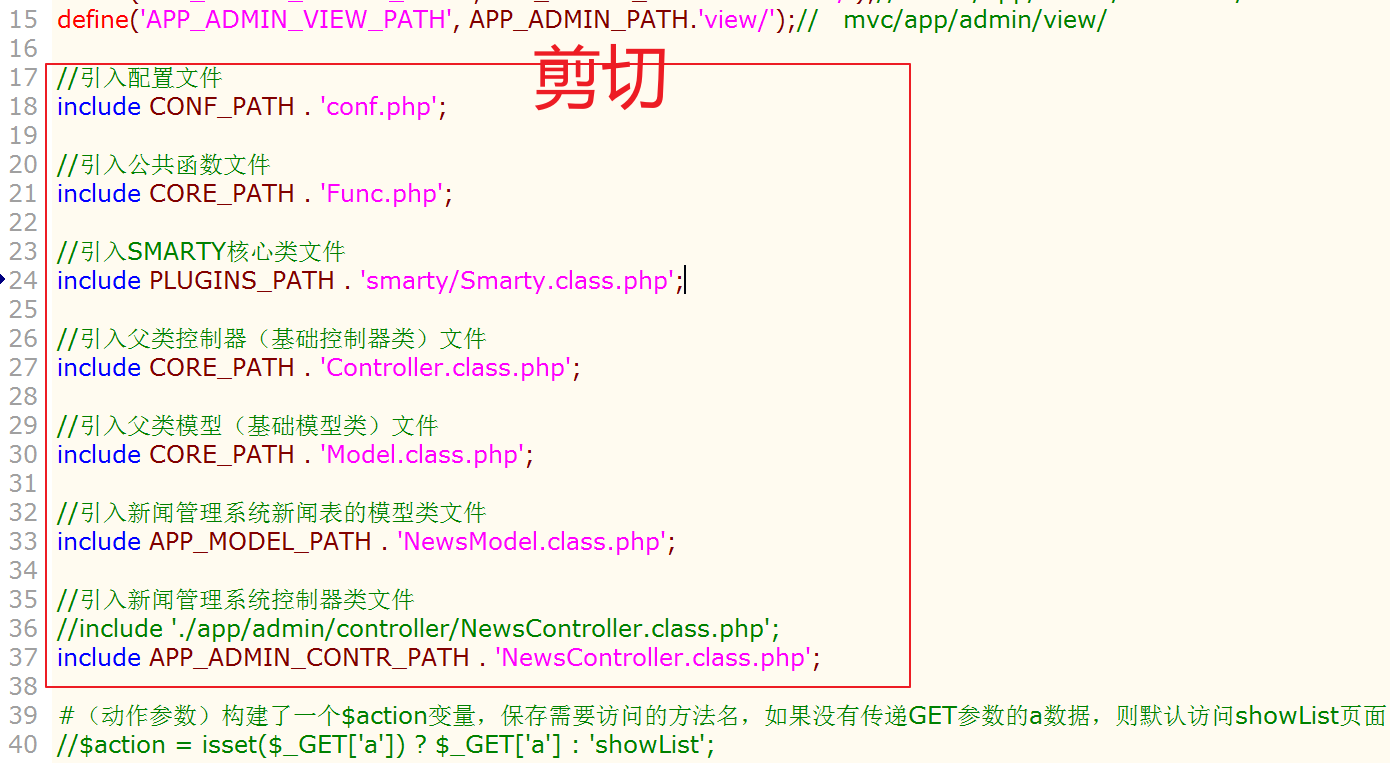 15 define('APP_ADMIN_VIEW_PATH', APP_ADMIN_PATH.'view/');// mvc/app/admin/view/
16
剪切
17 //引入配置文件
18 include CONF_PATH . 'conf.php';
19
20 //引入公共函数文件
21 include CORE_PATH . 'Func.php';
22
23 //引入SMARTY核心类文件
24 include PLUGINS_PATH . 'smarty/Smarty.class.php';
25
26 //引入父类控制器（基础控制器类）文件
27 include CORE_PATH . 'Controller.class.php';
28
29 //引入父类模型（基础模型类）文件
30 include CORE_PATH . 'Model.class.php';
31
32 //引入新闻管理系统新闻表的模型类文件
33 include APP_MODEL_PATH . 'NewsModel.class.php';
34
35 //引入新闻管理系统控制器类文件
36 //include './app/admin/controller/NewsController.class.php';
37 include APP_ADMIN_CONTR_PATH . 'NewsController.class.php';
38
39 #（动作参数）构建了一个$action变量，保存需要访问的方法名，如果没有传递GET参数的a数据，则默认访问showList页面
40 //$action = isset($_GET['a']) ? $_GET['a'] : 'showList';